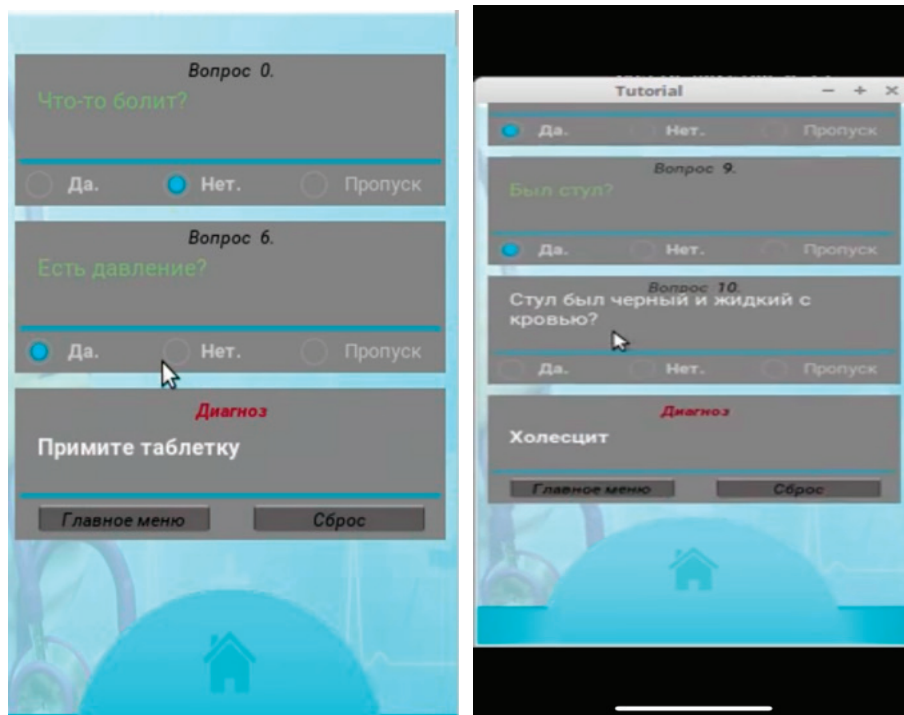 Вопрос 0.
Что-то болит?
Да. Нет. Пропуск
Вопрос 6.
Есть давление?
Да. Нет. Пропуск
Диагноз
Примите таблетку
Главное меню Сброс
Tutorial
Да. Нет. Пропуск
Вопрос 9.
Был стул?
Да. Нет. Пропуск
Вопрос 10.
Стул был черный и жидкий с
кровью?
Да. Нет. Пропуск
Диагноз
Холесцит
Главное меню Сброс